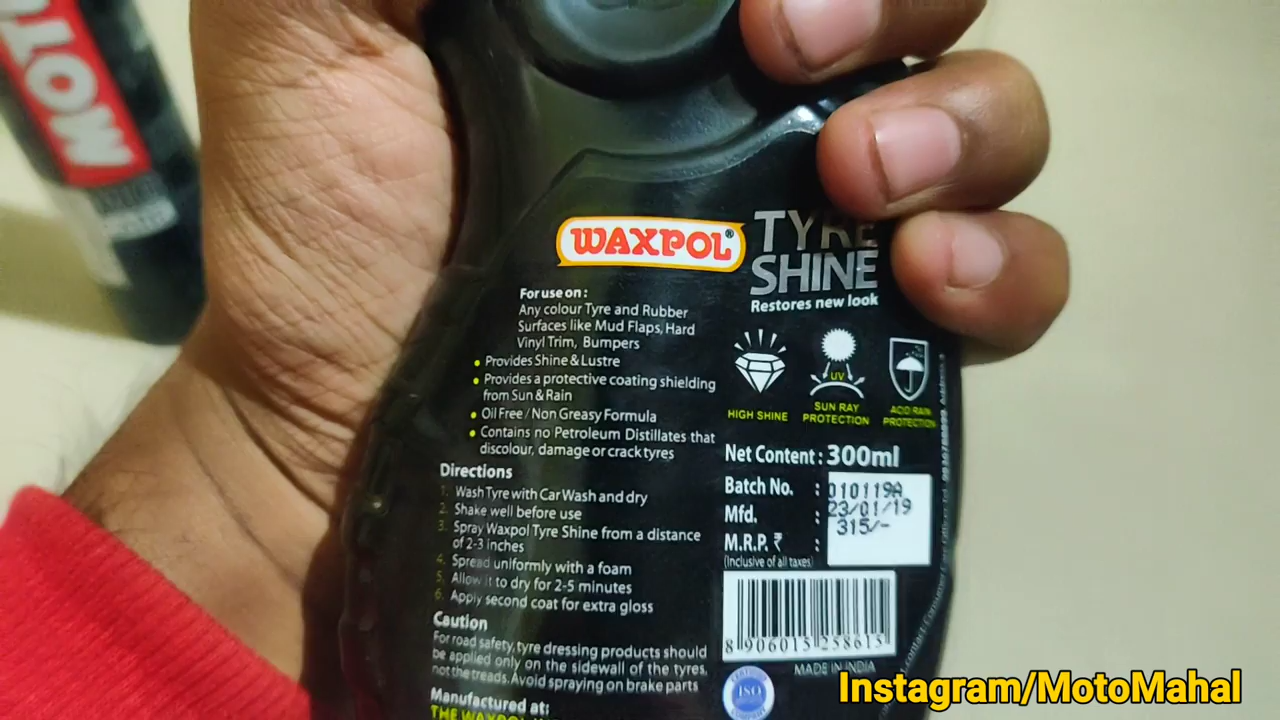 MOTU
WAXPOL®
TYRE
SHINE
Restores new look
For use on :
Any colour Tyre and Rubber
Surfaces like Mud Flaps, Hard
Vinyl Trim, Bumpers
• Provides Shine & Lustre
• Provides a protective coating shielding
from Sun & Rain
• Oil Free / Non Greasy Formula
• Contains no Petroleum Distillates that
discolour, damage or crack tyres
Directions
1. Wash Tyre with Car Wash and dry
2. Shake well before use
3. Spray Waxpol Tyre Shine from a distance
of 2-3 inches
4. Spread uniformly with a foam
5. Allow it to dry for 2-5 minutes
6. Apply second coat for extra gloss
Caution
For road safety, tyre dressing products should
be applied only on the sidewall of the tyres,
not the treads. Avoid spraying on brake parts
Manufactured at:
THE WAXPOL
UV
HIGH SHINE
SUN RAY
PROTECTION
ACID RAIN
PROTECTION
Net Content : 300ml
Batch No. : 010119A
Mfd. : 23/01/19
M.R.P. ₹ : 315/-
(Inclusive of all taxes)
8 906015 258615
MADE IN INDIA
ISO
Instagram/MotoMahal